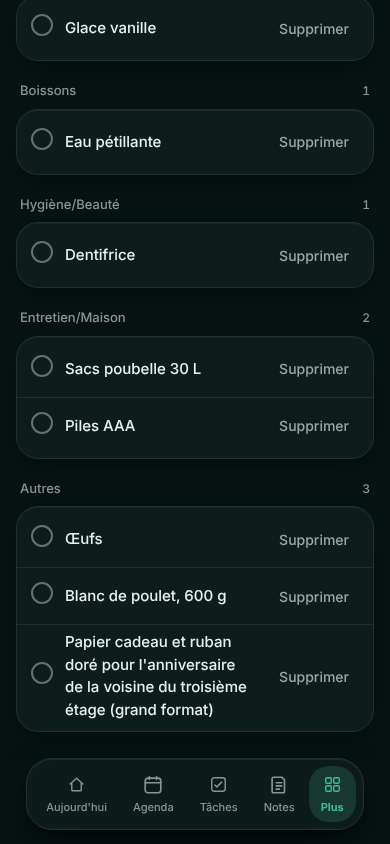 Glace vanille
Supprimer
Boissons
1
Eau pétillante
Supprimer
Hygiène/Beauté
1
Dentifrice
Supprimer
Entretien/Maison
2
Sacs poubelle 30 L
Supprimer
Piles AAA
Supprimer
Autres
3
Œufs
Supprimer
Blanc de poulet, 600 g
Supprimer
Papier cadeau et ruban
doré pour l'anniversaire
de la voisine du troisième
étage (grand format)
Supprimer
Aujourd'hui
Agenda
Tâches
Notes
Plus